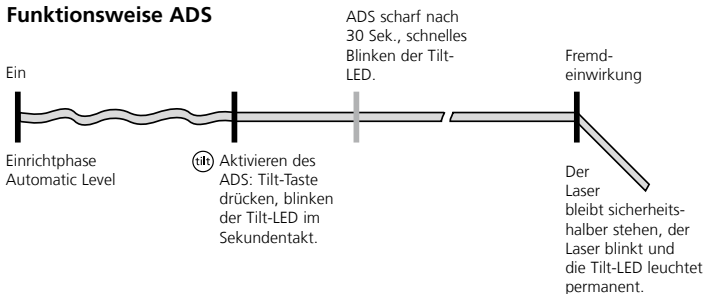 Funktionsweise ADS
Ein
ADS scharf nach
30 Sek., schnelles
Blinken der Tilt-
LED.
Fremd-
einwirkung
Einrichtphase
Automatic Level
tilt
Aktivieren des
ADS: Tilt-Taste
drücken, blinken
der Tilt-LED im
Sekundentakt.
Der
Laser
bleibt sicherheits-
halber stehen, der
Laser blinkt und
die Tilt-LED leuchtet
permanent.